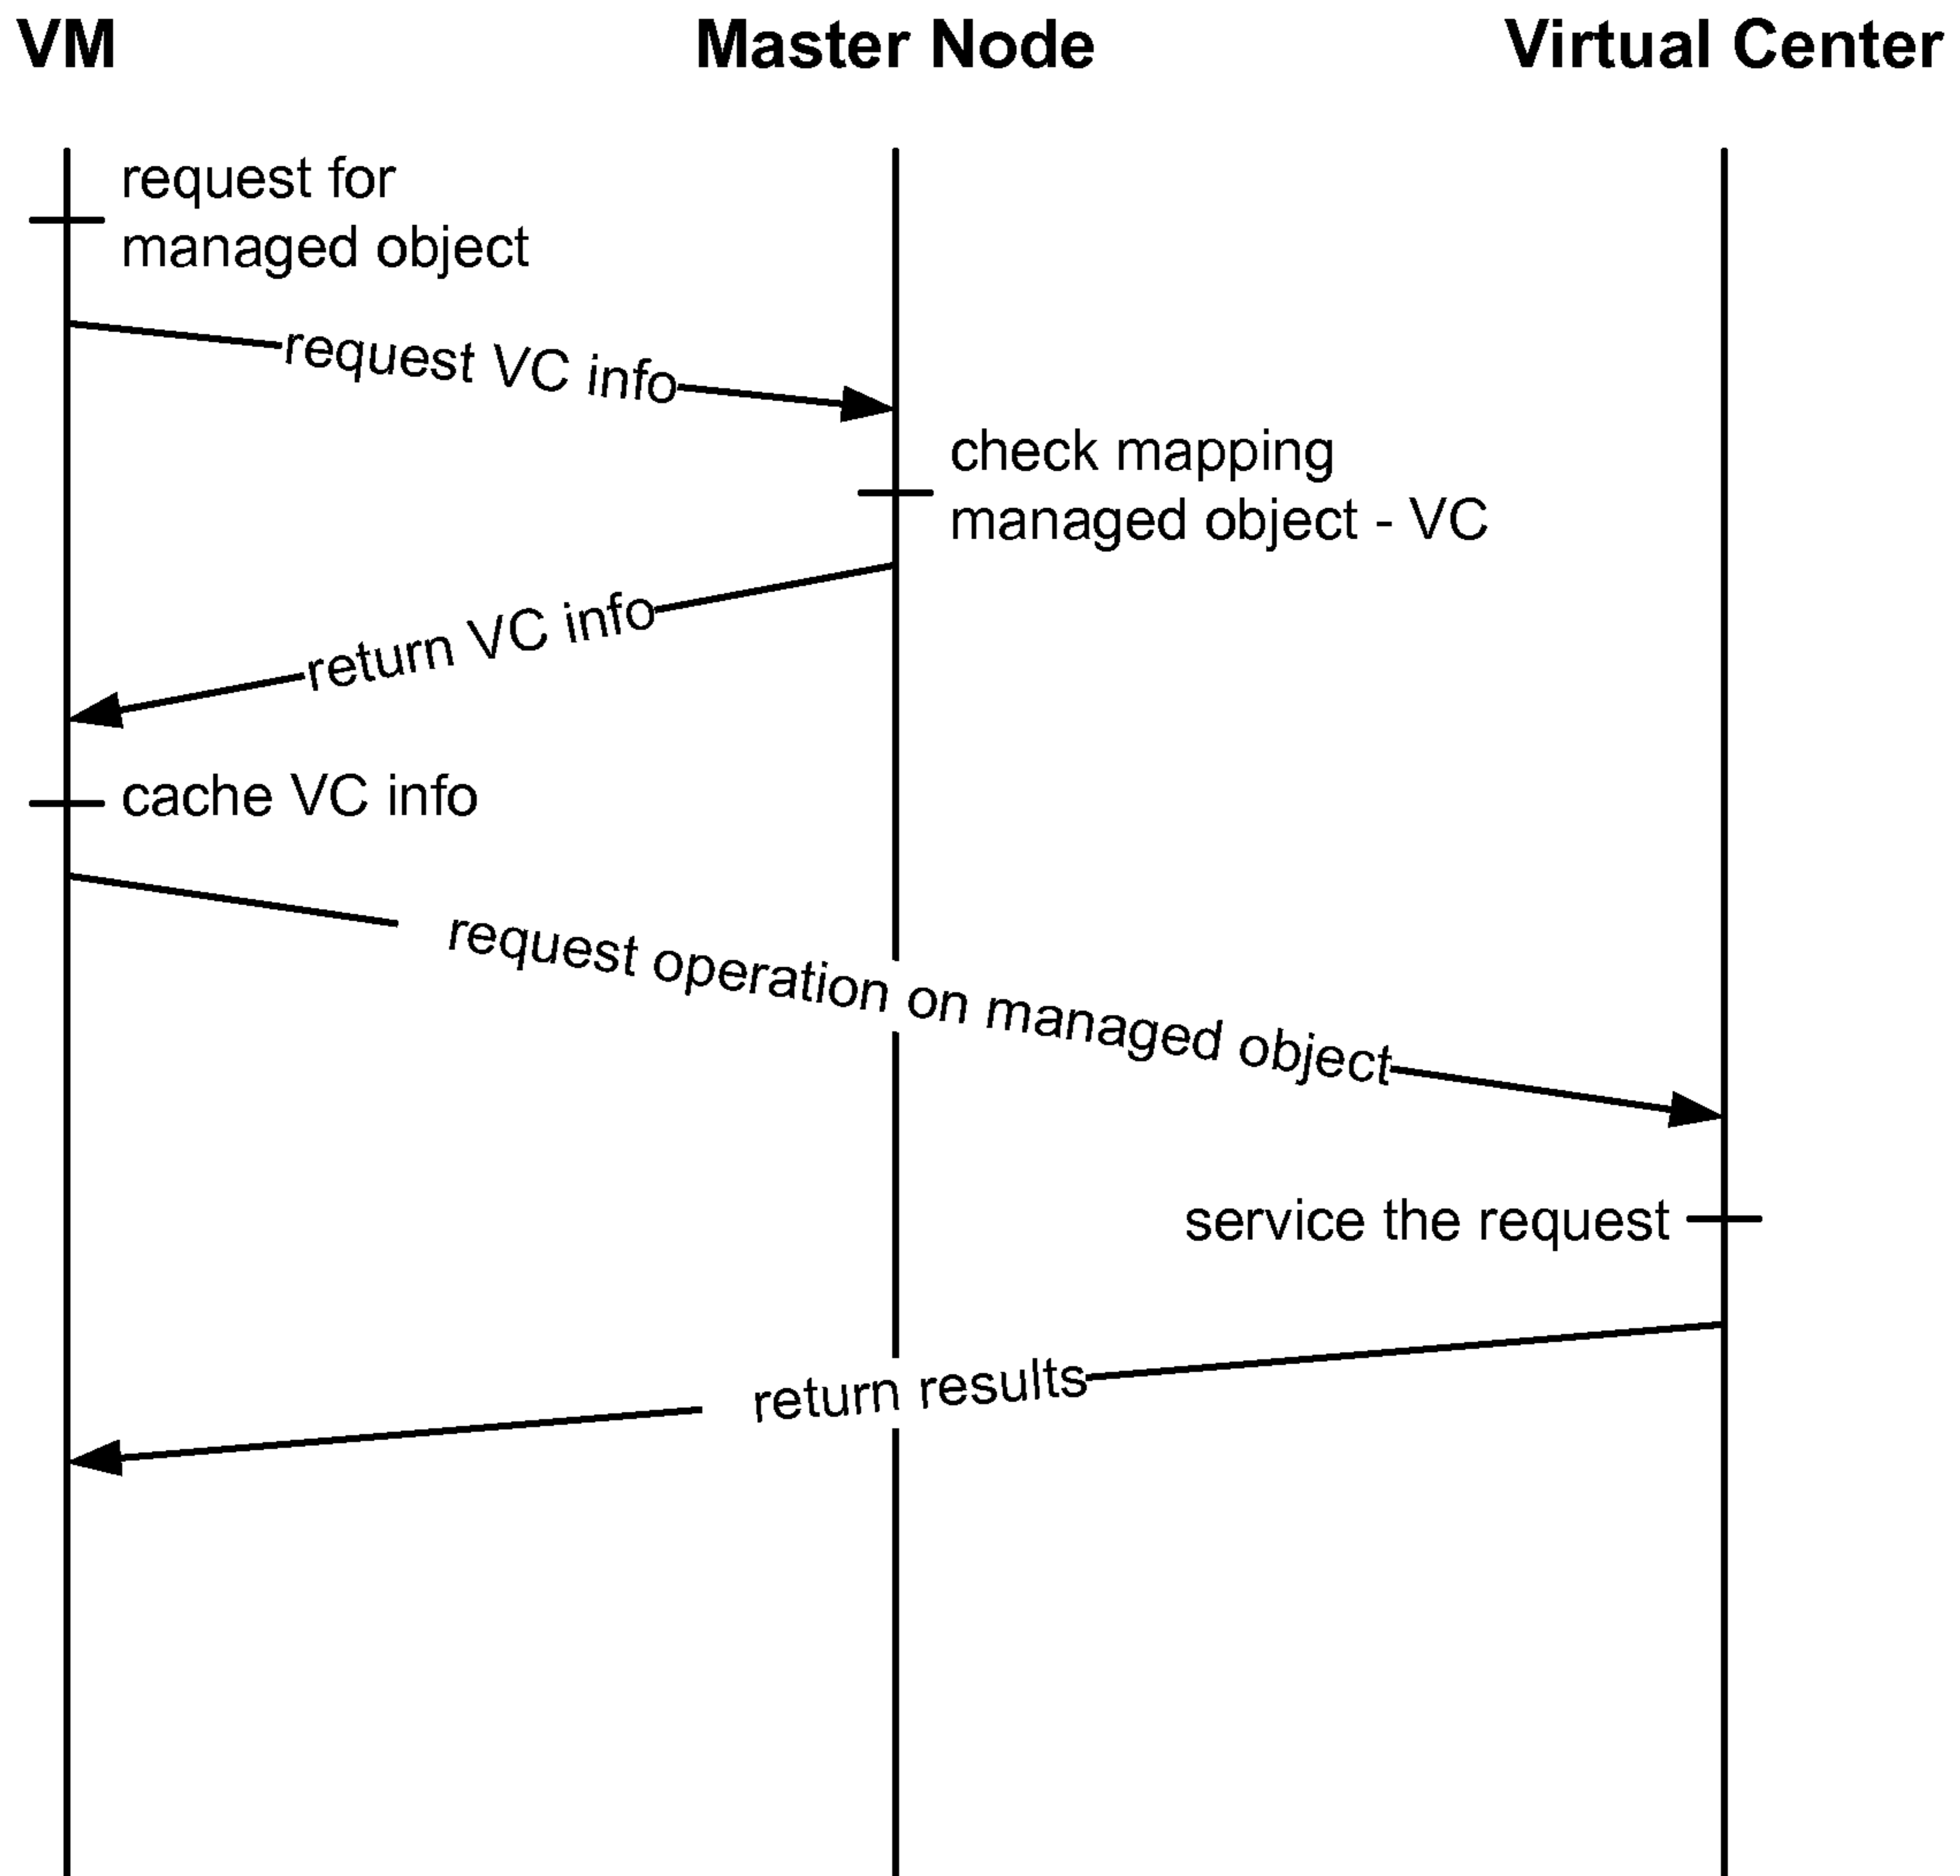 VM
Master Node
Virtual Center
request for
managed object
request VC info
check mapping
managed object - VC
return VC info
cache VC info
request operation on managed object
service the request
return results